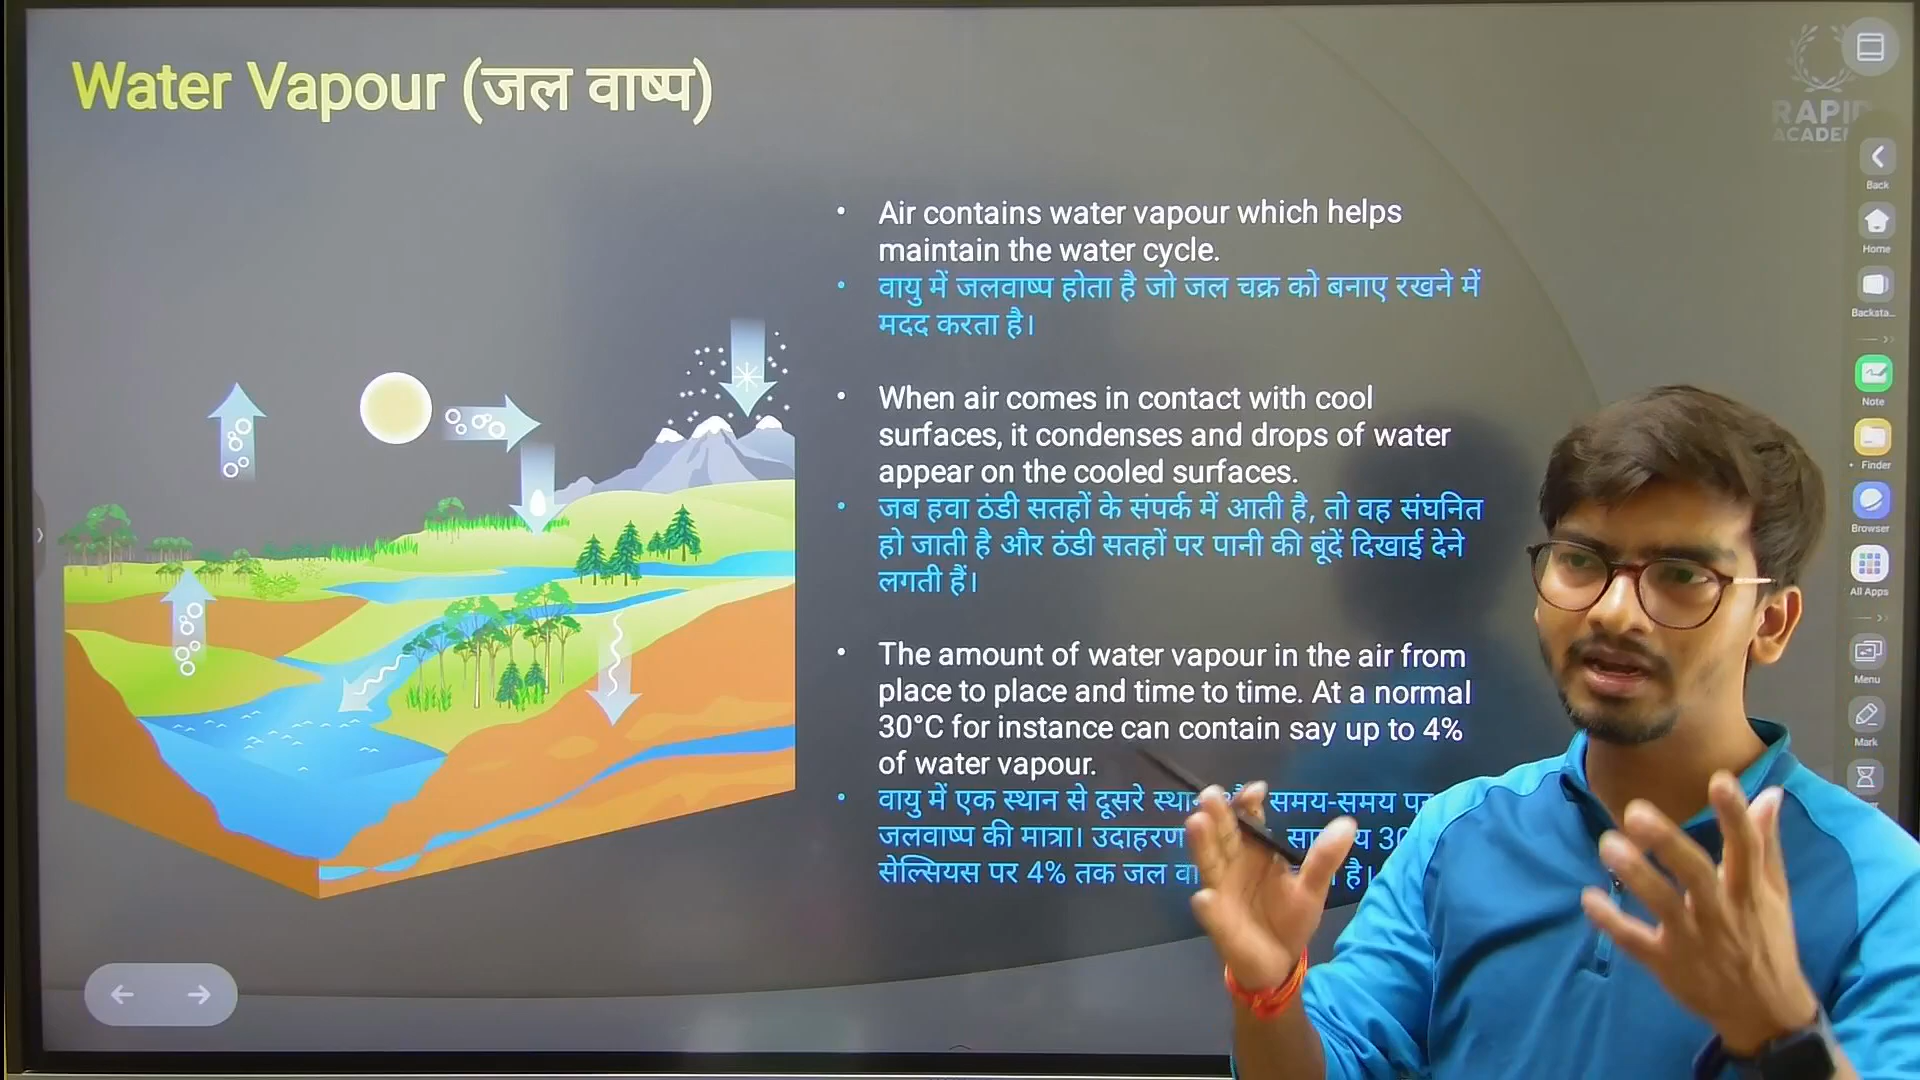 Water Vapour (जल वाष्प)
RAPID
ACADE
• Air contains water vapour which helps
maintain the water cycle.
• वायु में जलवाष्प होता है जो जल चक्र को बनाए रखने में
मदद करता है।
• When air comes in contact with cool
surfaces, it condenses and drops of water
appear on the cooled surfaces.
• जब हवा ठंडी सतहों के संपर्क में आती है, तो वह संघनित
हो जाती है और ठंडी सतहों पर पानी की बूंदें दिखाई देने
लगती हैं।
• The amount of water vapour in the air from
place to place and time to time. At a normal
30°C for instance can contain say up to 4%
of water vapour.
• वायु में एक स्थान से दूसरे समय-समय
जलवाष्प की मात्रा। उदाहरण 30
सेल्सियस पर 4% तक जल है।
Back
Home
Backsta...
Note
Finder
Browser
All Apps
Menu
Mark